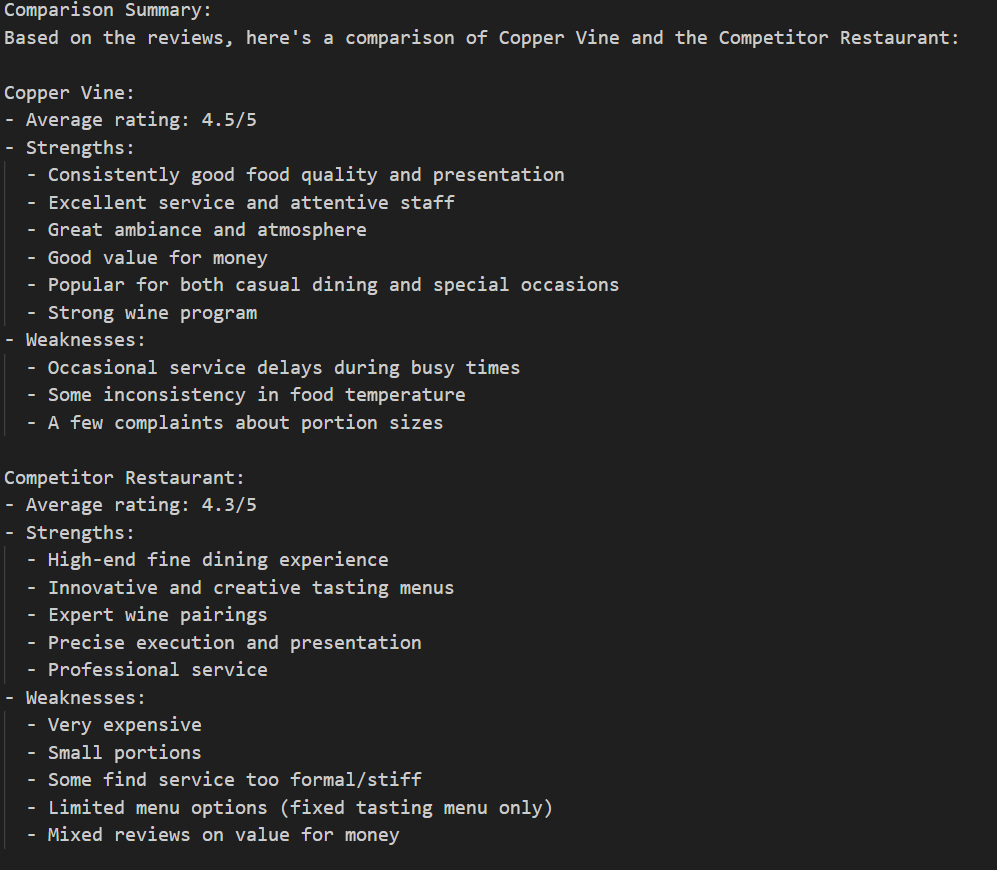 Comparison Summary:
Based on the reviews, here's a comparison of Copper Vine and the Competitor Restaurant:

Copper Vine:
- Average rating: 4.5/5
- Strengths:
  - Consistently good food quality and presentation
  - Excellent service and attentive staff
  - Great ambiance and atmosphere
  - Good value for money
  - Popular for both casual dining and special occasions
  - Strong wine program
- Weaknesses:
  - Occasional service delays during busy times
  - Some inconsistency in food temperature
  - A few complaints about portion sizes

Competitor Restaurant:
- Average rating: 4.3/5
- Strengths:
  - High-end fine dining experience
  - Innovative and creative tasting menus
  - Expert wine pairings
  - Precise execution and presentation
  - Professional service
- Weaknesses:
  - Very expensive
  - Small portions
  - Some find service too formal/stiff
  - Limited menu options (fixed tasting menu only)
  - Mixed reviews on value for money